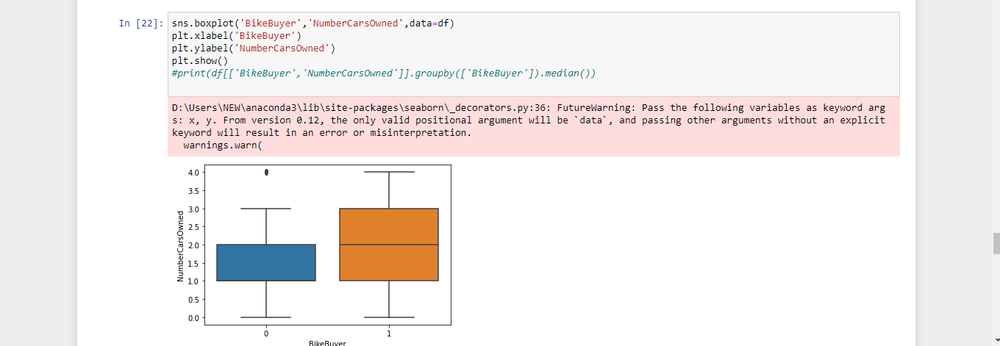 In [22]:
sns.boxplot('BikeBuyer','NumberCarsOwned',data=df)
plt.xlabel('BikeBuyer')
plt.ylabel('NumberCarsOwned')
plt.show()
#print(df[['BikeBuyer','NumberCarsOwned']].groupby(['BikeBuyer']).median())
D:\Users\NEW\anaconda3\lib\site-packages\seaborn\_decorators.py:36: FutureWarning: Pass the following variables as keyword arg
s: x, y. From version 0.12, the only valid positional argument will be `data`, and passing other arguments without an explicit
keyword will result in an error or misinterpretation.
warnings.warn(
NumberCarsOwned
4.0
3.5
3.0
2.5
2.0
1.5
1.0
0.5
0.0
0 1
BikeBuyer